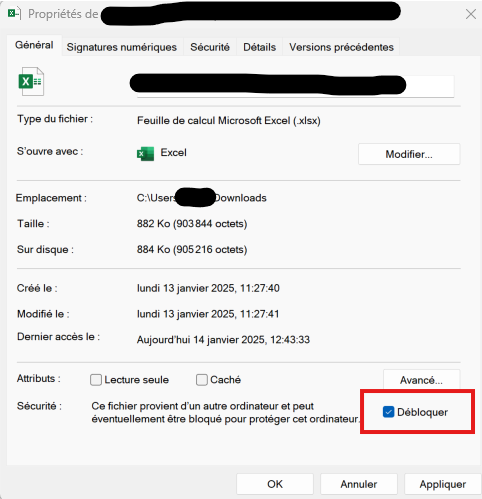 Propriétés de
Général Signatures numériques Sécurité Détails Versions précédentes
Type du fichier : Feuille de calcul Microsoft Excel (.xlsx)
S’ouvre avec : Excel Modifier...
Emplacement : C:\Users Downloads
Taille : 882 Ko (903 844 octets)
Sur disque : 884 Ko (905 216 octets)
Créé le : lundi 13 janvier 2025, 11:27:40
Modifié le : lundi 13 janvier 2025, 11:27:41
Dernier accès le : Aujourd’hui 14 janvier 2025, 12:43:33
Attributs : Lecture seule Caché Avancé...
Sécurité : Ce fichier provient d’un autre ordinateur et peut Débloquer
éventuellement être bloqué pour protéger cet ordinateur.
OK Annuler Appliquer